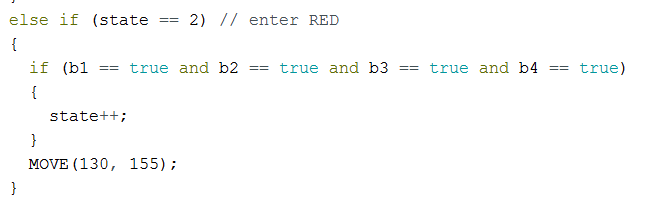 else if (state == 2) // enter RED
{
if (b1 == true and b2 == true and b3 == true and b4 == true)
{
state++;
}
MOVE(130, 155);
}